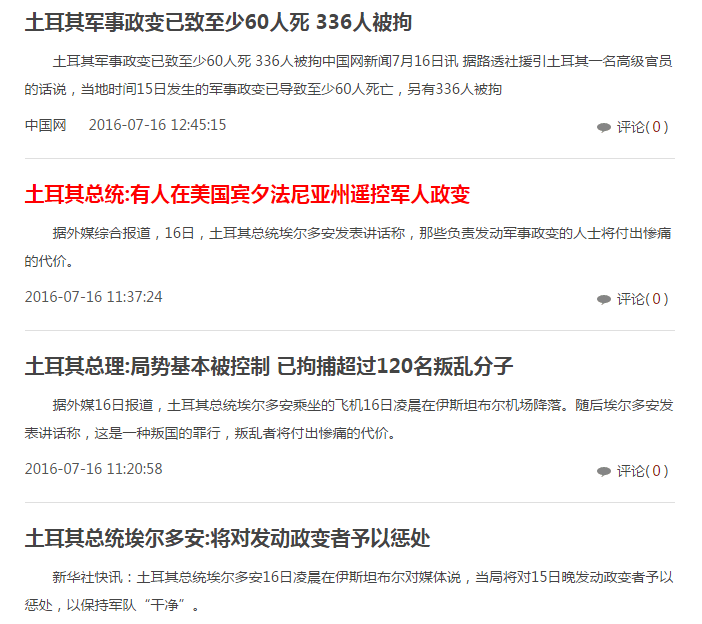 土耳其军事政变已致至少60人死 336人被拘
土耳其军事政变已致至少60人死 336人被拘中国网新闻7月16日讯 据路透社援引土耳其一名高级官员
的话说，当地时间15日发生的军事政变已导致至少60人死亡，另有336人被拘
中国网 2016-07-16 12:45:15 评论( 0 )
土耳其总统:有人在美国宾夕法尼亚州遥控军人政变
据外媒综合报道，16日，土耳其总统埃尔多安发表讲话称，那些负责发动军事政变的人士将付出惨痛
的代价。
2016-07-16 11:37:24 评论( 0 )
土耳其总理:局势基本被控制 已拘捕超过120名叛乱分子
据外媒16日报道，土耳其总统埃尔多安乘坐的飞机16日凌晨在伊斯坦布尔机场降落。随后埃尔多安发
表讲话称，这是一种叛国的罪行，叛乱者将付出惨痛的代价。
2016-07-16 11:20:58 评论( 0 )
土耳其总统埃尔多安:将对发动政变者予以惩处
新华社快讯：土耳其总统埃尔多安16日凌晨在伊斯坦布尔对媒体说，当局将对15日晚发动政变者予以
惩处，以保持军队“干净”。